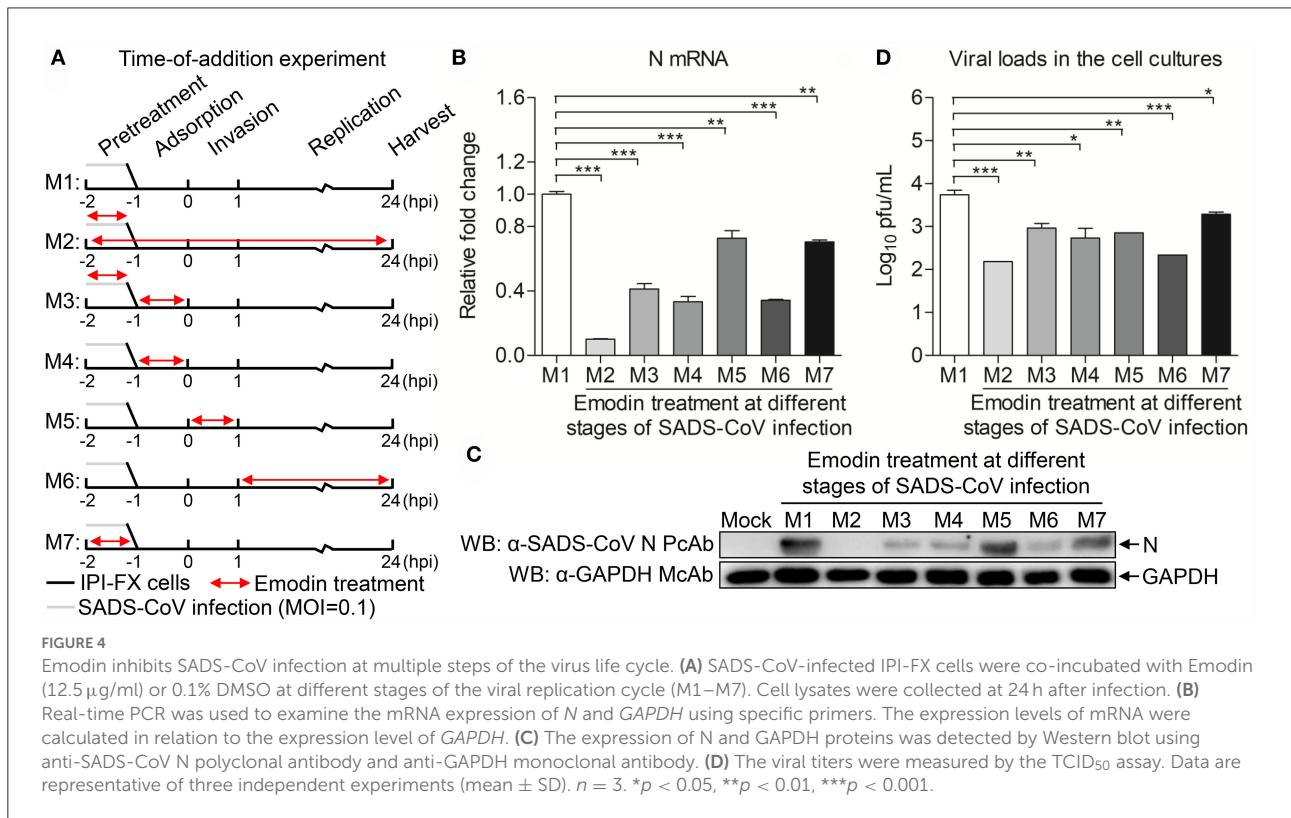 A
Time-of-addition experiment
Pretreatment
Adsorption
Invasion
Replication
Harvest
M1:
-2 -1 0 1 24 (hpi)
M2:
-2 -1 0 1 24 (hpi)
M3:
-2 -1 0 1 24 (hpi)
M4:
-2 -1 0 1 24 (hpi)
M5:
-2 -1 0 1 24 (hpi)
M6:
-2 -1 0 1 24 (hpi)
M7:
-2 -1 0 1 24 (hpi)
IPI-FX cells Emodin treatment
SADS-CoV infection (MOI=0.1)
B
N mRNA
Relative fold change
1.6
1.2
1.0
0.8
0.4
0.0
**
***
**
***
***
***
M1 M2 M3 M4 M5 M6 M7
Emodin treatment at different
stages of SADS-CoV infection
D
Viral loads in the cell cultures
Log10 pfu/mL
6
5
4
3
2
1
0
*
***
**
*
**
***
M1 M2 M3 M4 M5 M6 M7
Emodin treatment at different
stages of SADS-CoV infection
C
Emodin treatment at different
stages of SADS-CoV infection
Mock M1 M2 M3 M4 M5 M6 M7
WB: α-SADS-CoV N PcAb N
WB: α-GAPDH McAb GAPDH
FIGURE 4
Emodin inhibits SADS-CoV infection at multiple steps of the virus life cycle. (A) SADS-CoV-infected IPI-FX cells were co-incubated with Emodin
(12.5 μg/ml) or 0.1% DMSO at different stages of the viral replication cycle (M1–M7). Cell lysates were collected at 24 h after infection. (B)
Real-time PCR was used to examine the mRNA expression of N and GAPDH using specific primers. The expression levels of mRNA were
calculated in relation to the expression level of GAPDH. (C) The expression of N and GAPDH proteins was detected by Western blot using
anti-SADS-CoV N polyclonal antibody and anti-GAPDH monoclonal antibody. (D) The viral titers were measured by the TCID50 assay. Data are
representative of three independent experiments (mean ± SD). n = 3. *p < 0.05, **p < 0.01, ***p < 0.001.